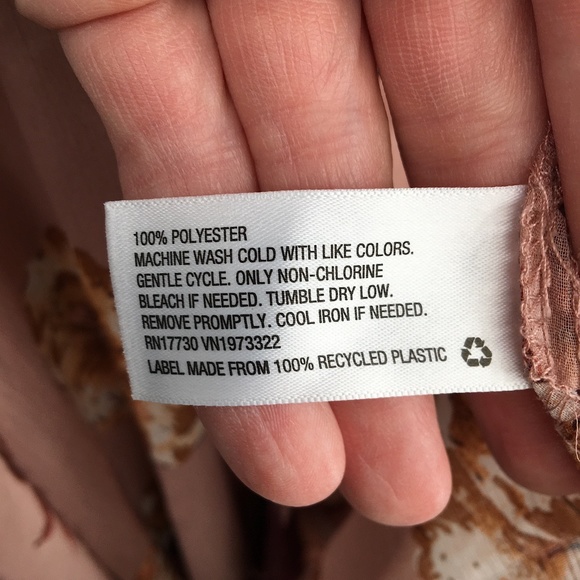 100% POLYESTER
MACHINE WASH COLD WITH LIKE COLORS.
GENTLE CYCLE. ONLY NON-CHLORINE
BLEACH IF NEEDED. TUMBLE DRY LOW.
REMOVE PROMPTLY. COOL IRON IF NEEDED.
RN17730 VN1973322
LABEL MADE FROM 100% RECYCLED PLASTIC